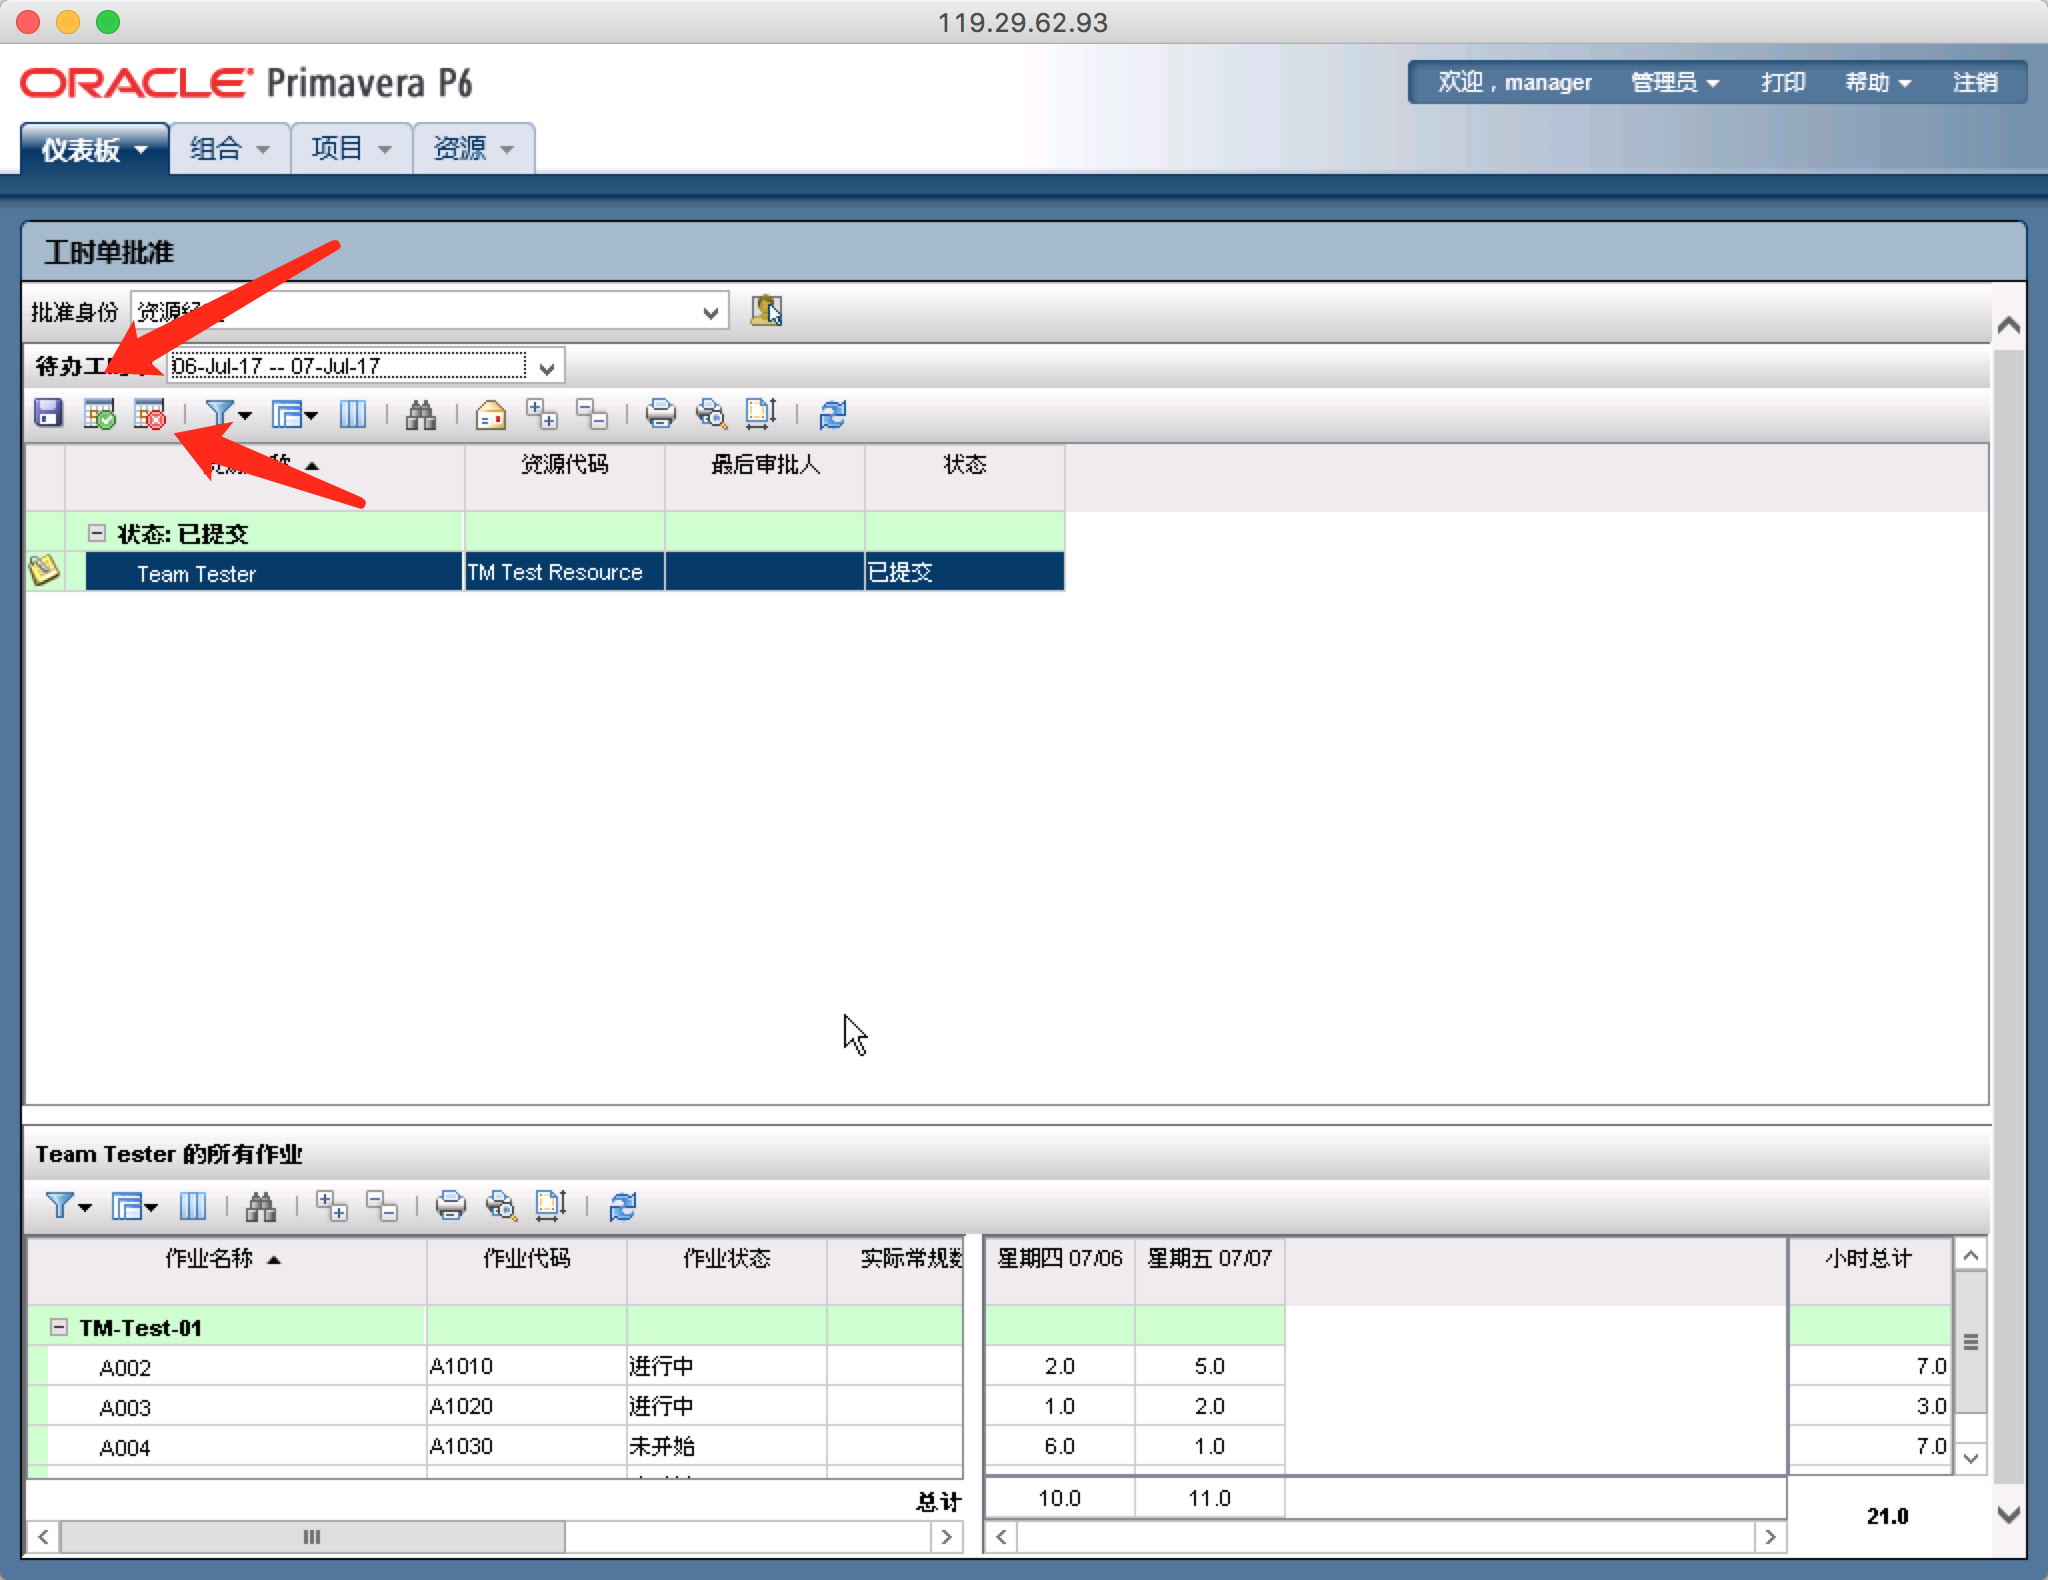 119.29.62.93
ORACLE Primavera P6
欢迎，manager 管理员 打印 帮助 注销
仪表板 组合 项目 资源
工时单批准
批准身份 资源
待办工 06-Jul-17 -- 07-Jul-17
资源代码 最后审批人 状态
状态: 已提交
Team Tester TM Test Resource 已提交
Team Tester 的所有作业
作业名称 作业代码 作业状态 实际常规数 星期四 07/06 星期五 07/07 小时总计
TM-Test-01
A002 A1010 进行中 2.0 5.0 7.0
A003 A1020 进行中 1.0 2.0 3.0
A004 A1030 未开始 6.0 1.0 7.0
总计 10.0 11.0 21.0